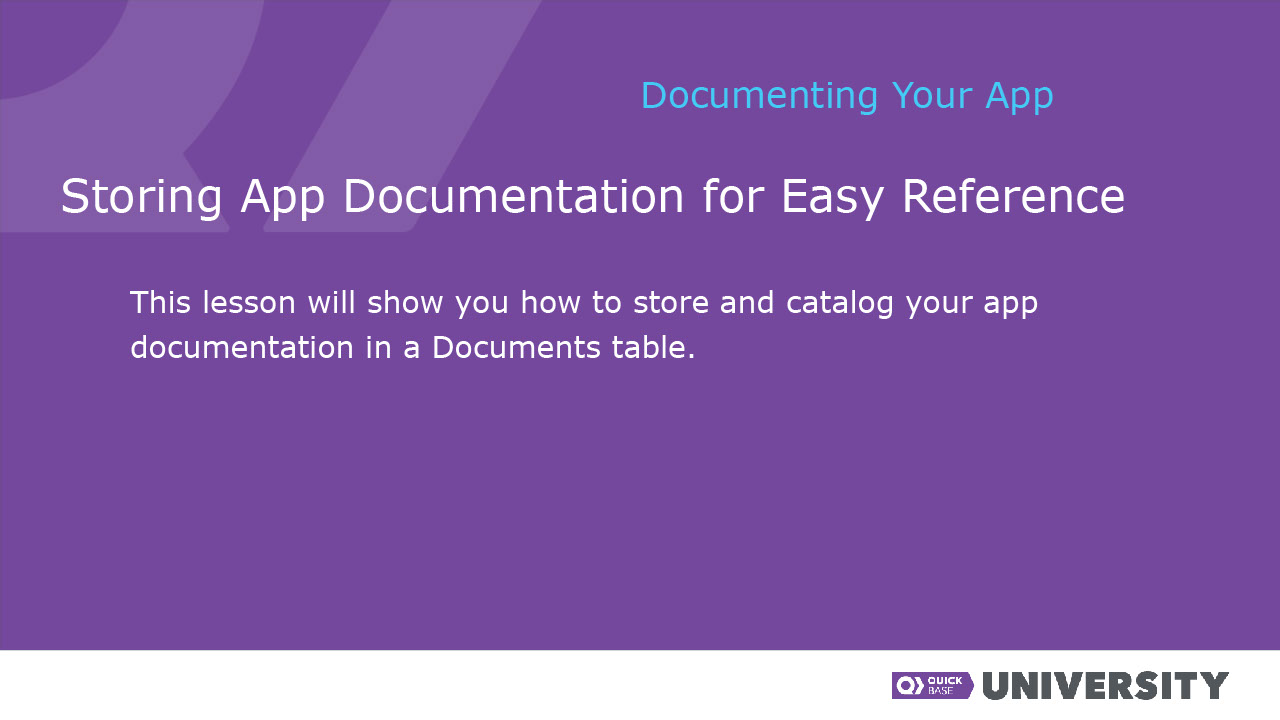 Documenting Your App
Storing App Documentation for Easy Reference
This lesson will show you how to store and catalog your app
documentation in a Documents table.
QUICK
BASE
UNIVERSITY